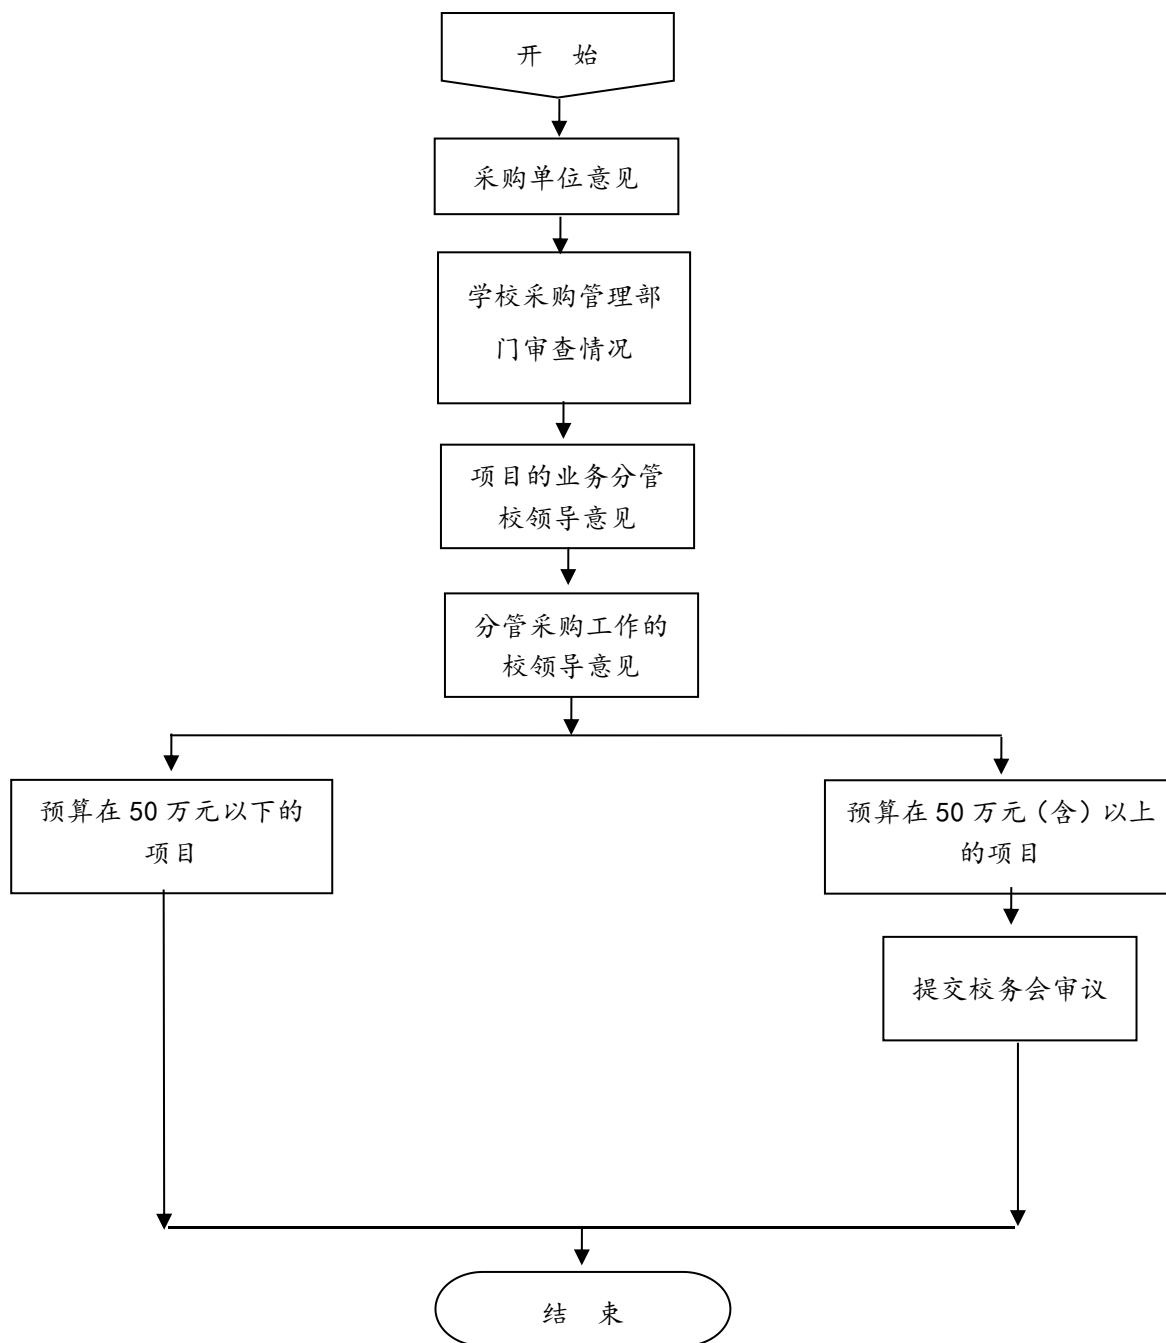 开 始
采购单位意见
学校采购管理部
门审查情况
项目的业务分管
校领导意见
分管采购工作的
校领导意见
预算在 50 万元以下的
项目
预算在 50 万元（含）以上
的项目
提交校务会审议
结 束